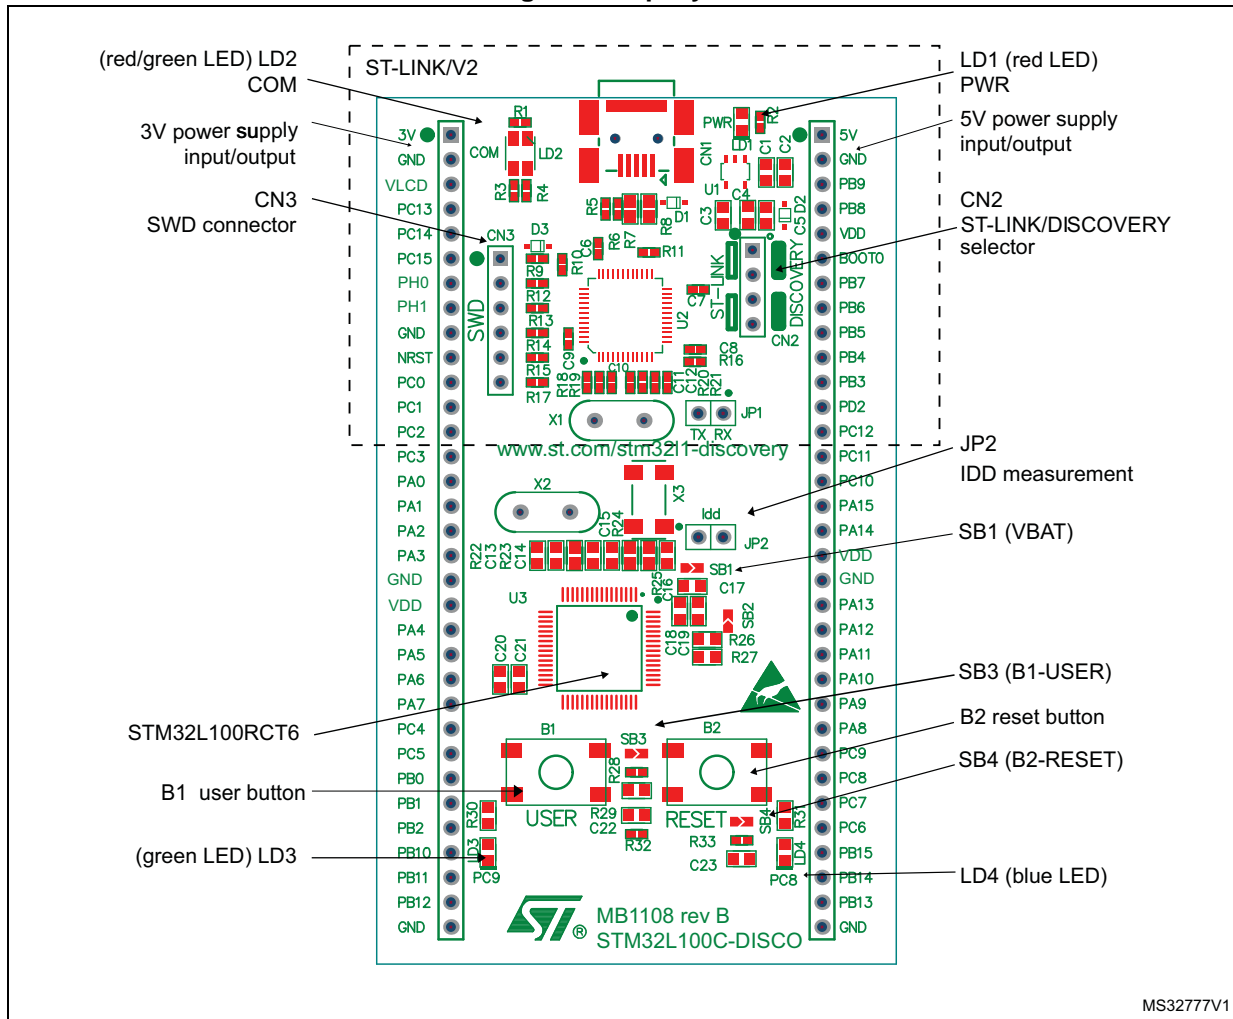 (red/green LED) LD2
COM
3V power supply
input/output
CN3
SWD connector
STM32L100RCT6
B1 user button
(green LED) LD3
ST-LINK/V2
LD1 (red LED)
PWR
5V power supply
input/output
CN2
ST-LINK/DISCOVERY
selector
JP2
IDD measurement
SB1 (VBAT)
SB3 (B1-USER)
B2 reset button
SB4 (B2-RESET)
LD4 (blue LED)
3V
GND
VLCD
PC13
PC14
PC15
PH0
PH1
GND
NRST
PC0
PC1
PC2
PC3
PA0
PA1
PA2
PA3
GND
VDD
PA4
PA5
PA6
PA7
PC4
PC5
PB0
PB1
PB2
PB10
PB11
PB12
GND
5V
GND
PB9
PB8
VDD
BOOT0
PB7
PB6
PB5
PB4
PB3
PD2
PC12
PC11
PC10
PA15
PA14
VDD
GND
PA13
PA12
PA11
PA10
PA9
PA8
PC9
PC8
PC7
PC6
PB15
PB14
PB13
GND
R1
COM
LD2
R3
R4
CN1
PWR
R2
LD1
C1
C2
U1
C4
C3
C5
D2
R5
R6
R7
R8
D1
CN3
D3
R9
R10
C6
R11
R12
R13
R14
R15
R17
SWD
U2
C7
C8
R16
C9
R18
R19
C10
C11
C12
R20
R21
ST-LINK
DISCOVERY
CN2
X1
JP1
TX RX
www.st.com/stm32l1-discovery
X2
X3
Idd
JP2
R22
C13
R23
C14
C15
R24
R25
C16
SB1
C17
SB2
C18
C19
R26
R27
U3
C20
C21
B1
USER
SB3
R28
B2
RESET
R29
C22
R32
SB4
R33
C23
R30
LD3
PC9
R31
LD4
PC8
ST
®
MB1108 rev B
STM32L100C-DISCO
MS32777V1